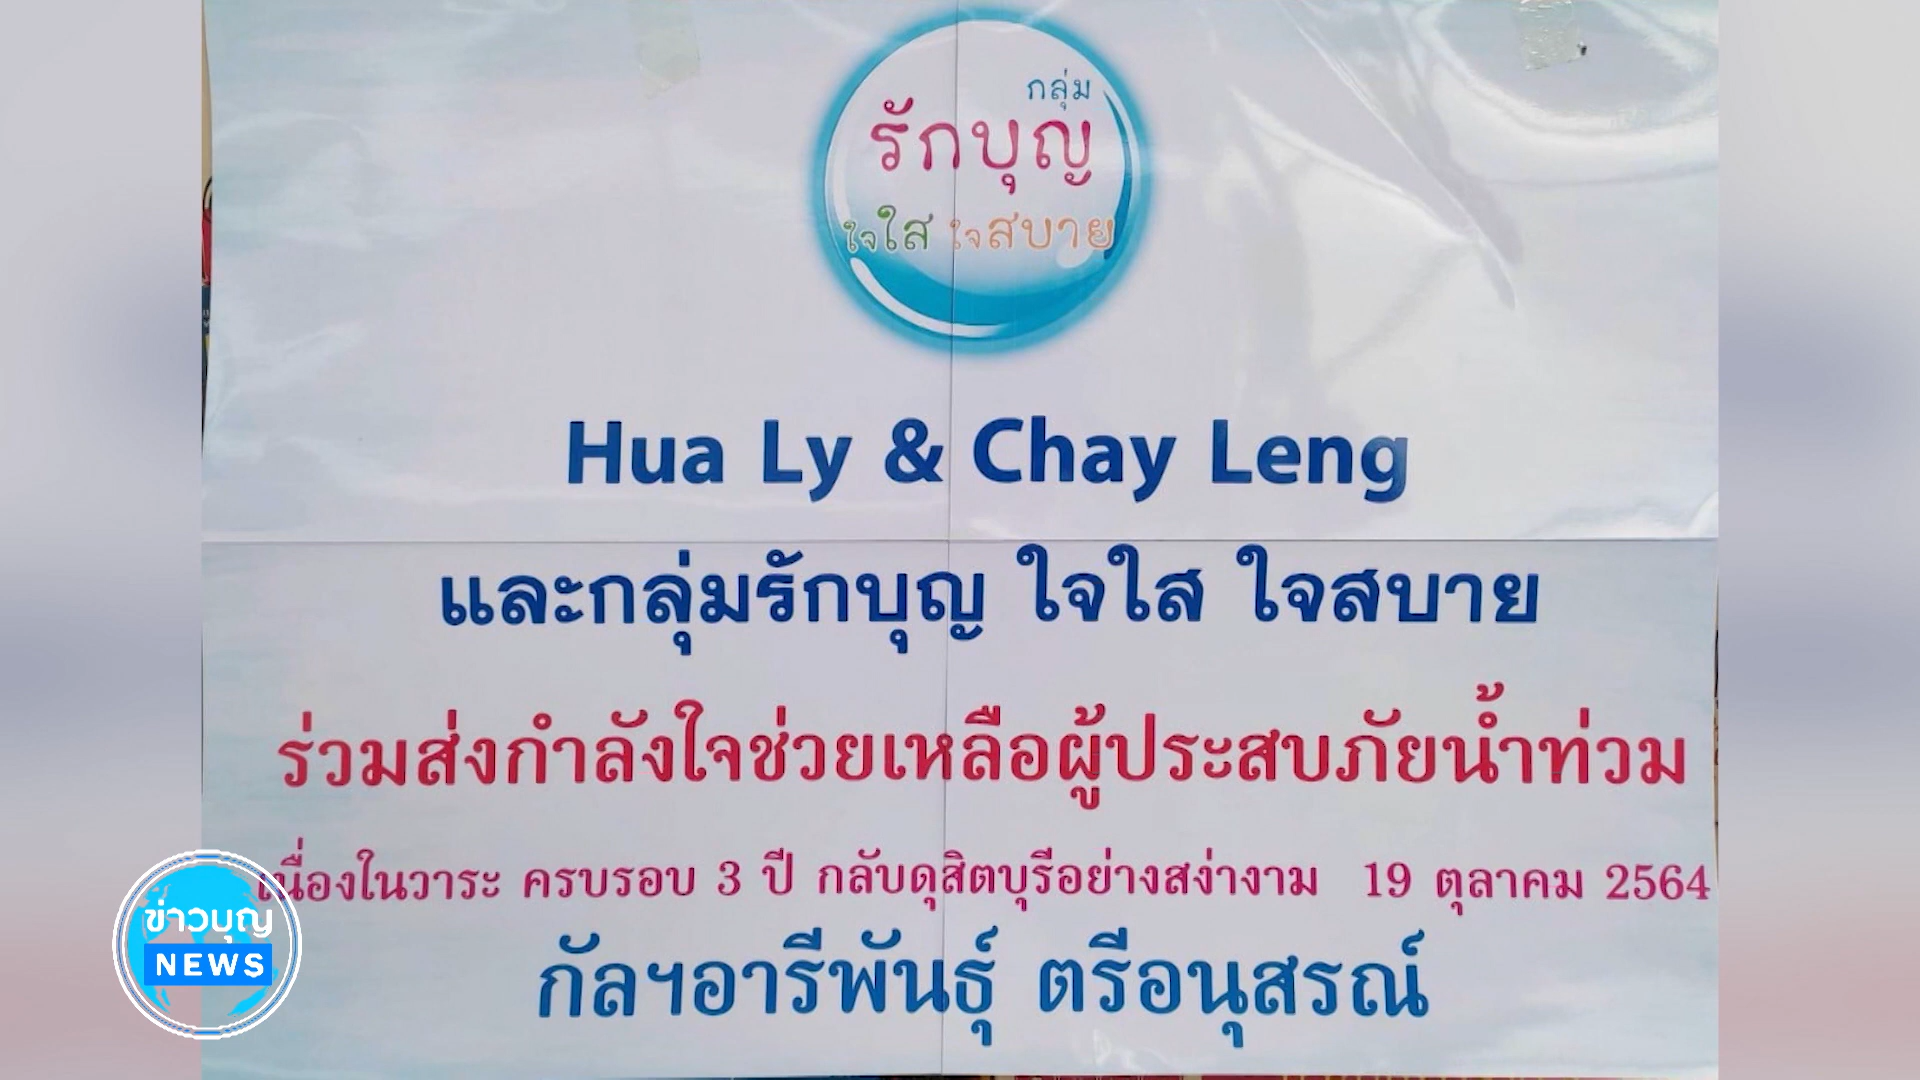 กลุ่ม
รักบุญ
ใจใส ใจสบาย
Hua Ly & Chay Leng
และกลุ่มรักบุญ ใจใส ใจสบาย
ร่วมส่งกำลังใจช่วยเหลือผู้ประสบภัยน้ำท่วม
เนื่องในวาระ ครบรอบ 3 ปี กลับดุสิตบุรีอย่างสง่างาม 19 ตุลาคม 2564
กัลฯอารีพันธุ์ ตรีอนุสรณ์
ข่าวบุญ
NEWS